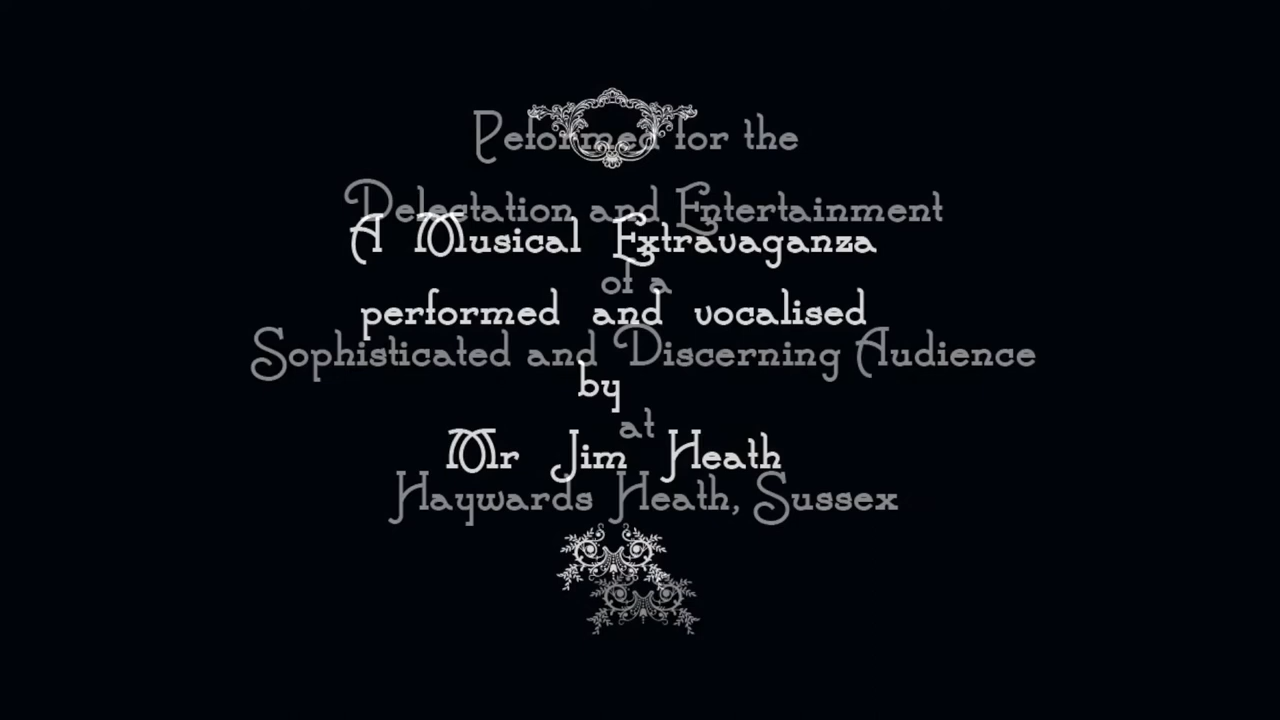 Peformed for the
Delectation and Entertainment
A Musical Extravaganza
of a
performed and vocalised
Sophisticated and Discerning Audience
by
at
Mr Jim Heath
Haywards Heath, Sussex